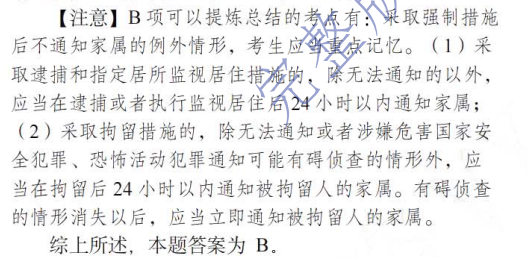 【注意】B 项可以提炼总结的考点有：采取强制措施
后不通知家属的例外情形，考生应当重点记忆。（1）采
取逮捕和指定居所监视居住措施的，除无法通知的以外，
应当在逮捕或者执行监视居住后 24 小时以内通知家属；
（2）采取拘留措施的，除无法通知或者涉嫌危害国家安
全犯罪、恐怖活动犯罪通知可能有碍侦查的情形外，应
当在拘留后 24 小时以内通知被拘留人的家属。有碍侦查
的情形消失以后，应当立即通知被拘留人的家属。
综上所述，本题答案为 B。
完整版